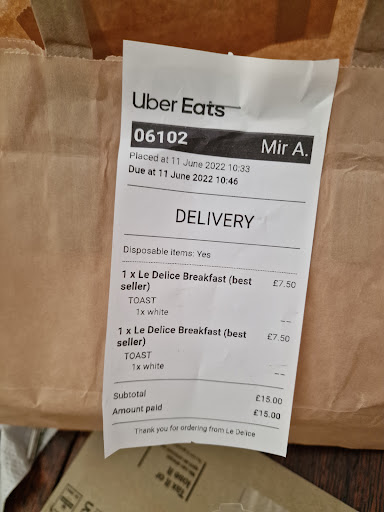 Uber Eats
06102 Mir A.
Placed at 11 June 2022 10:33
Due at 11 June 2022 10:46
DELIVERY
Disposable items: Yes
1 x Le Delice Breakfast (best £7.50
seller)
TOAST
1x white --
1 x Le Delice Breakfast (best £7.50
seller)
TOAST
1x white --
Subtotal £15.00
Amount paid £15.00
Thank you for ordering from Le Delice